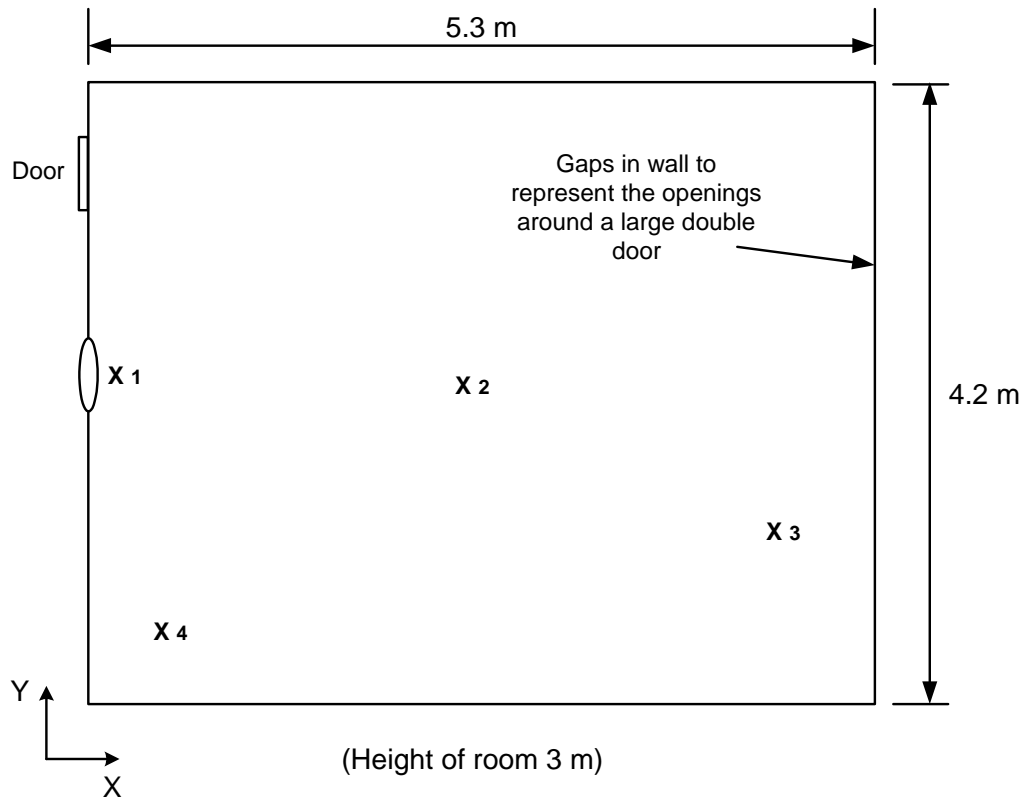 5.3 m
Door
Gaps in wall to
represent the openings
around a large double
door
X 1
X 2
4.2 m
X 3
X 4
Y
(Height of room 3 m)
X